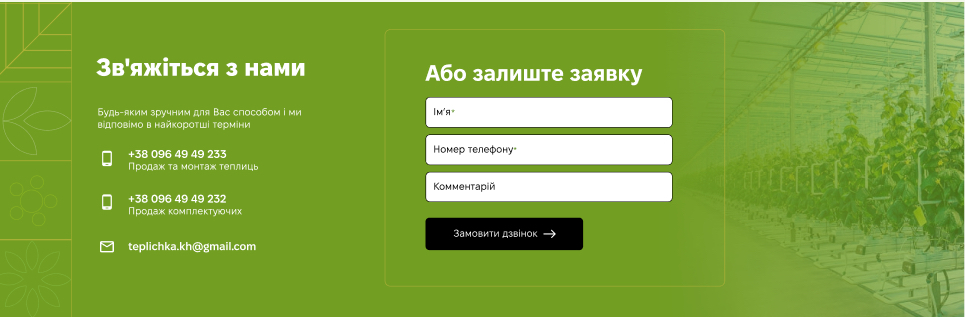 Зв'яжіться з нами
Будь-яким зручним для Вас способом і ми
відповімо в найкоротші терміни
+38 096 49 49 233
Продаж та монтаж теплиць
+38 096 49 49 232
Продаж комплектуючих
teplichka.kh@gmail.com
Або залиште заявку
Ім'я*
Номер телефону*
Комментарій
Замовити дзвінок →